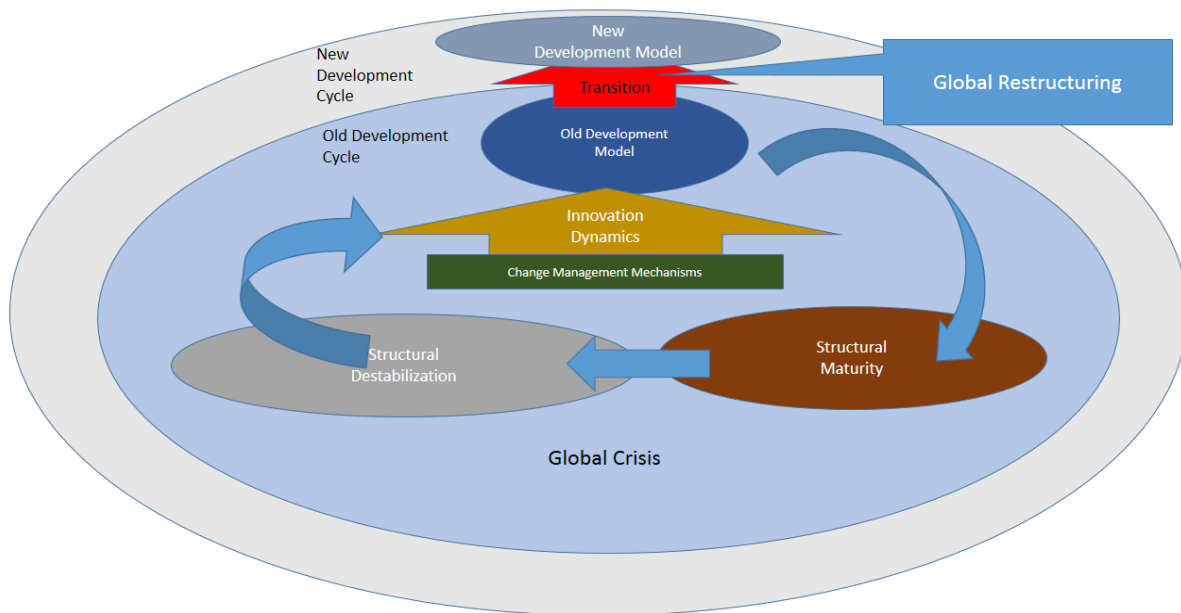 New
Development Model
New
Development
Cycle
Transition
Global Restructuring
Old Development
Cycle
Old Development
Model
Innovation
Dynamics
Change Management Mechanisms
Structural
Destabilization
Structural
Maturity
Global Crisis